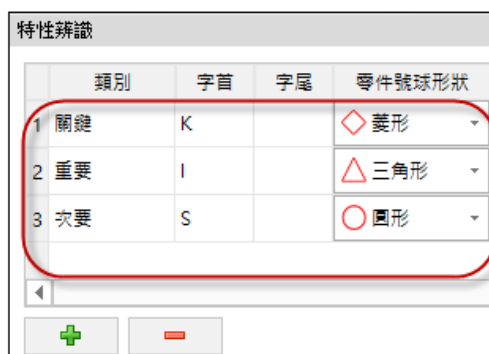 特性辨識
類別 字首 字尾 零件號球形狀
1 關鍵 K 菱形
2 重要 I 三角形
3 次要 S 圓形